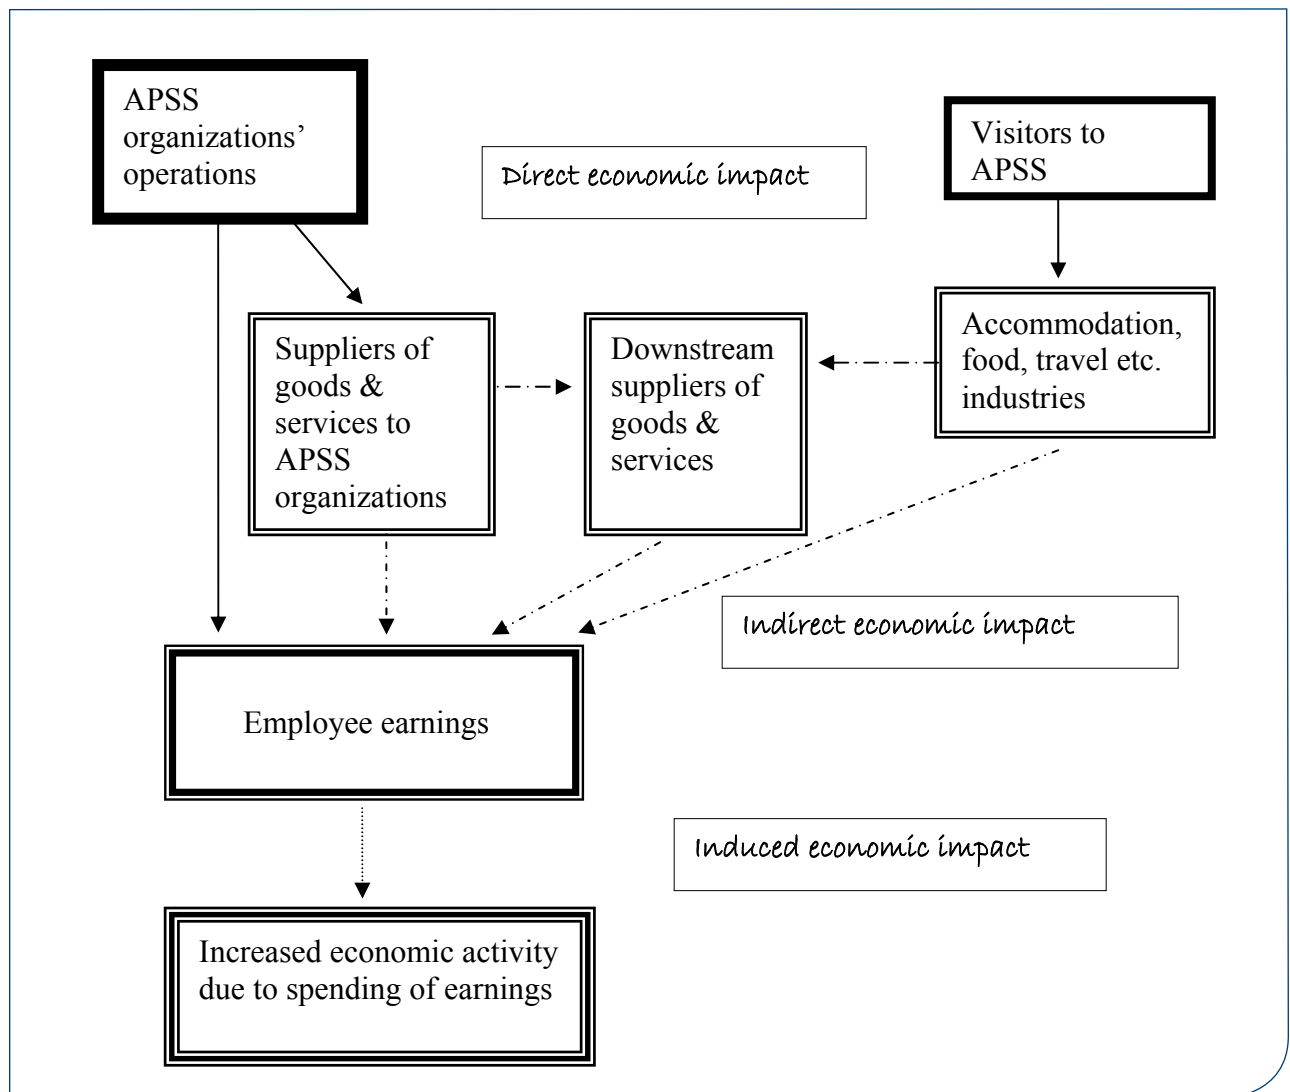 APSS
organizations’
operations
Direct economic impact
Visitors to
APSS
Suppliers of
goods &
services to
APSS
organizations
Downstream
suppliers of
goods &
services
Accommodation,
food, travel etc.
industries
Indirect economic impact
Employee earnings
Induced economic impact
Increased economic activity
due to spending of earnings